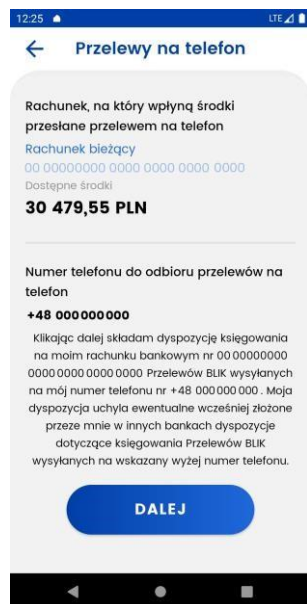 12:25 LTE
Przelewy na telefon
Rachunek, na który wpłyną środki
przesłane przelewem na telefon
Rachunek bieżący
00 00000000 0000 0000 0000 0000
Dostępne środki
30 479,55 PLN
Numer telefonu do odbioru przelewów na
telefon
+48 000 000 000
Klikając dalej składam dyspozycję księgowania
na moim rachunku bankowym nr 00 00000000
0000 0000 0000 0000 Przelewów BLIK wysyłanych
na mój numer telefonu nr +48 000 000 000 . Moja
dyspozycja uchyla ewentualne wcześniej złożone
przeze mnie w innych bankach dyspozycje
dotyczące księgowania Przelewów BLIK
wysyłanych na wskazany wyżej numer telefonu.
DALEJ